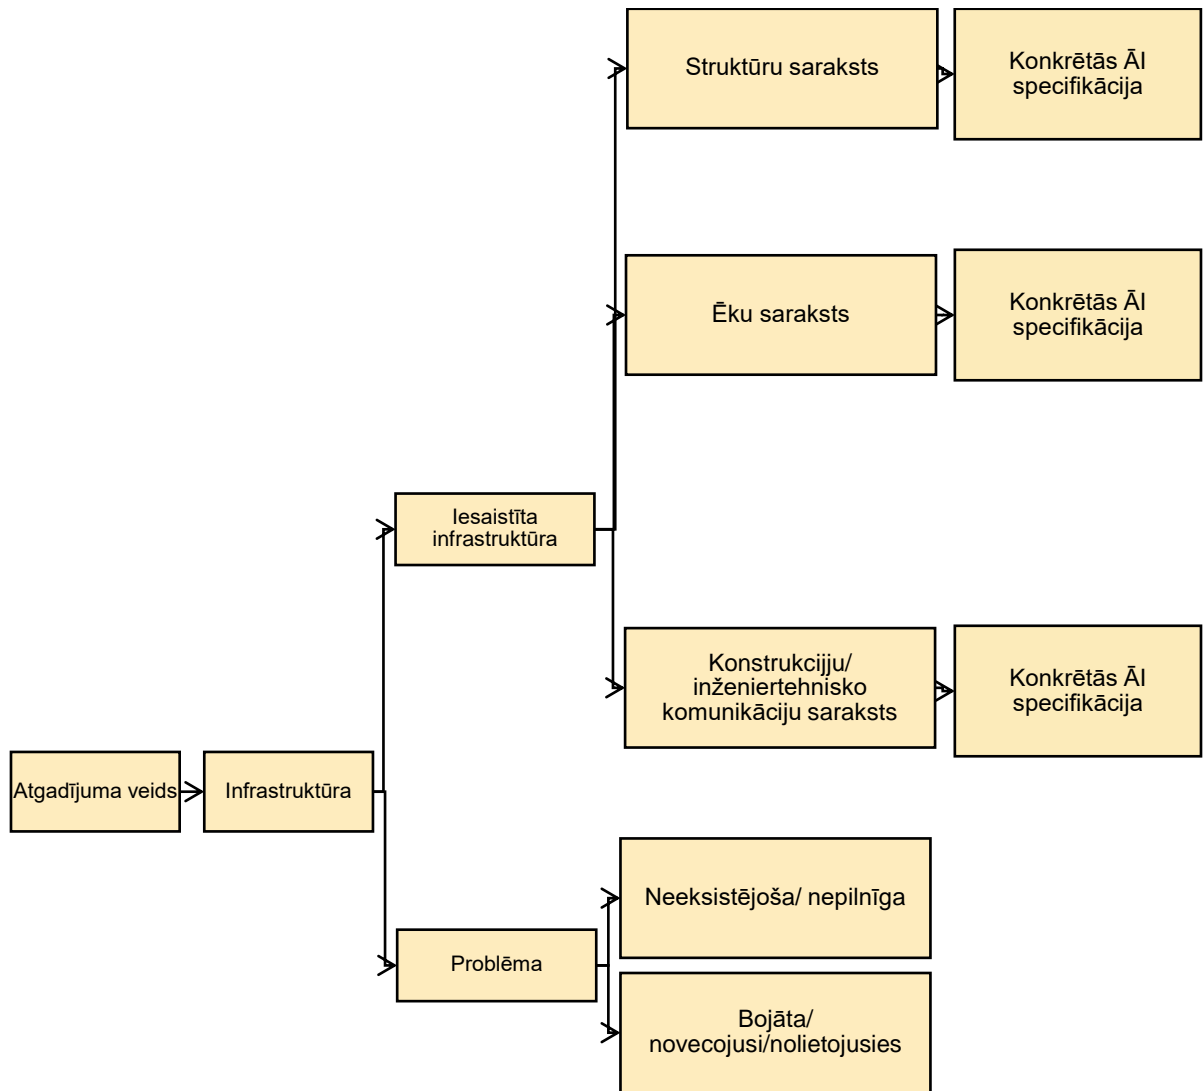 Struktūru saraksts
Konkrētās ĀI
specifikācija
Ēku saraksts
Konkrētās ĀI
specifikācija
Iesaistīta
infrastruktūra
Konstrukcijju/
inženiertehnisko
komunikāciju saraksts
Konkrētās ĀI
specifikācija
Atgadījuma veids
Infrastruktūra
Neeksistējoša/ nepilnīga
Problēma
Bojāta/
novecojusi/nolietojusies